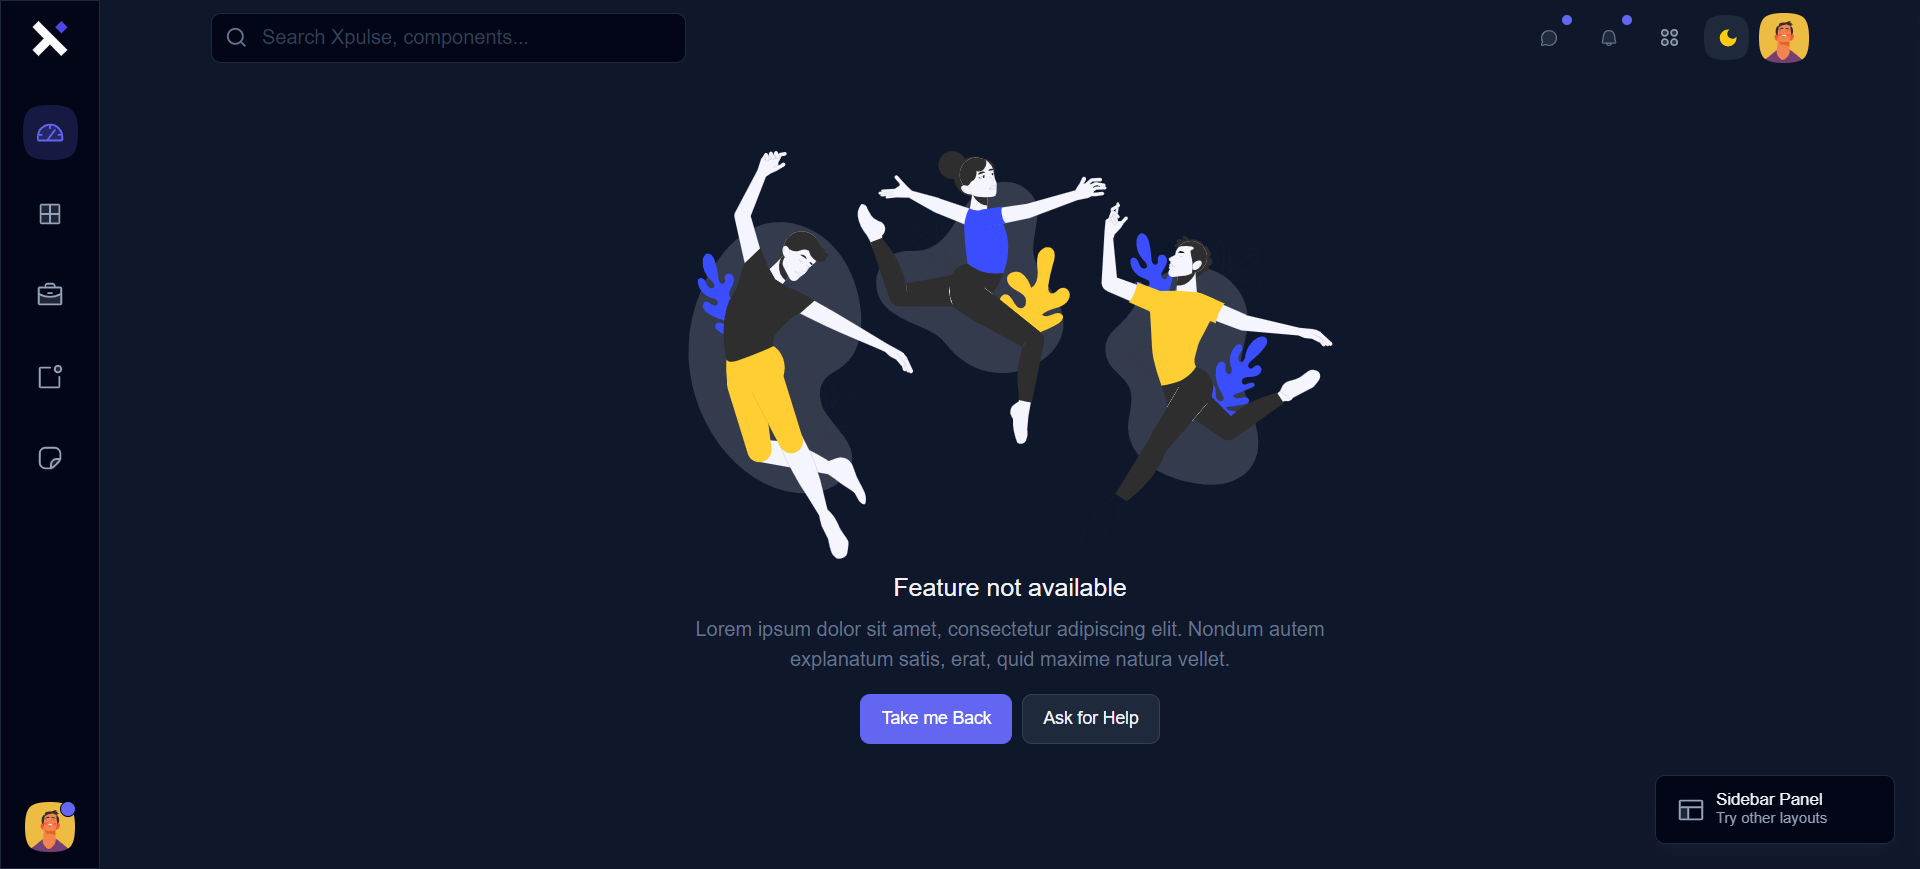 Search Xpulse, components...
Feature not available
Lorem ipsum dolor sit amet, consectetur adipiscing elit. Nondum autem
explanatum satis, erat, quid maxime natura vellet.
Take me Back
Ask for Help
Sidebar Panel
Try other layouts